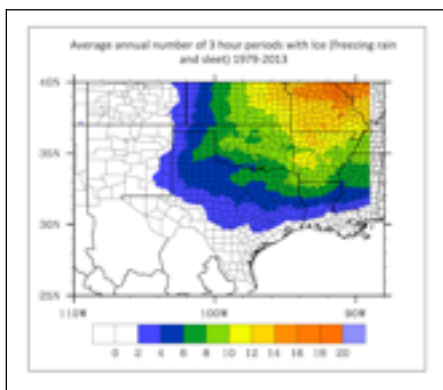 Average annual number of 3 hour periods with Ice (freezing rain
and sleet) 1979-2013
40N
35N
30N
25N
110W 100W 90W
0 2 4 6 8 10 12 14 16 18 20